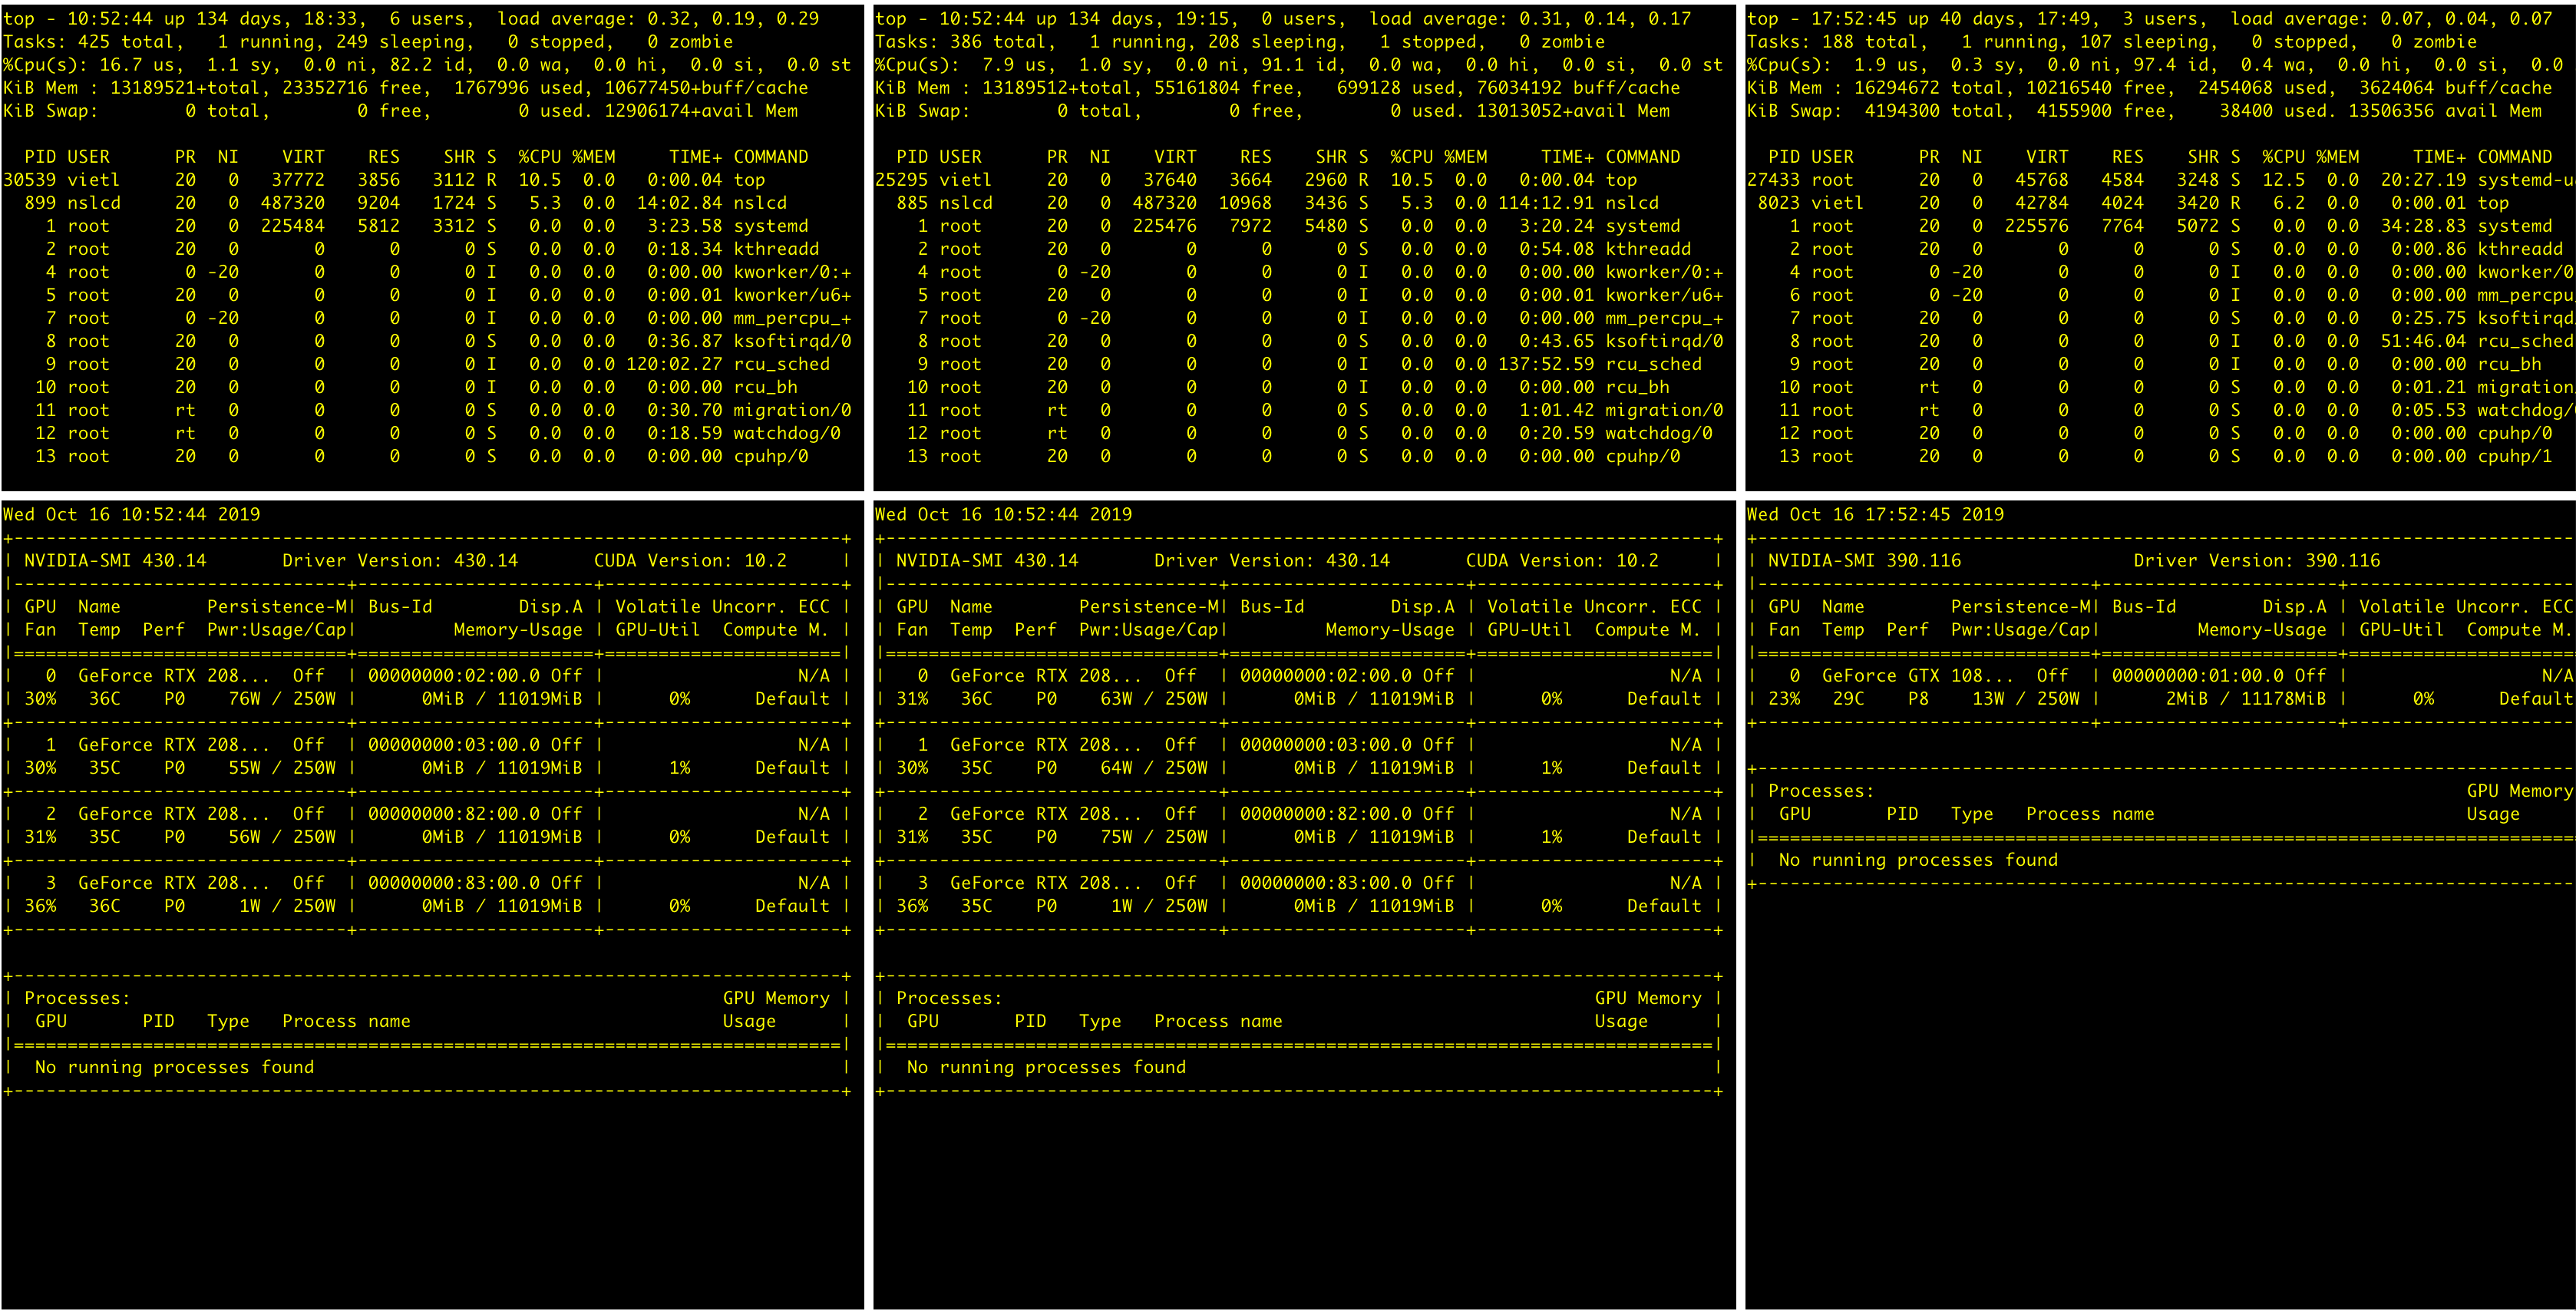 top - 10:52:44 up 134 days, 18:33,  6 users,  load average: 0.32, 0.19, 0.29
Tasks: 425 total,   1 running, 249 sleeping,   0 stopped,   0 zombie
%Cpu(s): 16.7 us,  1.1 sy,  0.0 ni, 82.2 id,  0.0 wa,  0.0 hi,  0.0 si,  0.0 st
KiB Mem : 13189521+total, 23352716 free,  1767996 used, 10677450+buff/cache
KiB Swap:        0 total,        0 free,        0 used. 12906174+avail Mem
PID USER      PR  NI    VIRT    RES    SHR S  %CPU %MEM     TIME+ COMMAND
30539 vietl     20   0   37772   3856   3112 R  10.5  0.0   0:00.04 top
899 nslcd     20   0  487320   9204   1724 S   5.3  0.0  14:02.84 nslcd
1 root      20   0  225484   5812   3312 S   0.0  0.0   3:23.58 systemd
2 root      20   0       0      0      0 S   0.0  0.0   0:18.34 kthreadd
4 root       0 -20       0      0      0 I   0.0  0.0   0:00.00 kworker/0:+
5 root      20   0       0      0      0 I   0.0  0.0   0:00.01 kworker/u6+
7 root       0 -20       0      0      0 I   0.0  0.0   0:00.00 mm_percpu_+
8 root      20   0       0      0      0 S   0.0  0.0   0:36.87 ksoftirqd/0
9 root      20   0       0      0      0 I   0.0  0.0 120:02.27 rcu_sched
10 root      20   0       0      0      0 I   0.0  0.0   0:00.00 rcu_bh
11 root      rt   0       0      0      0 S   0.0  0.0   0:30.70 migration/0
12 root      rt   0       0      0      0 S   0.0  0.0   0:18.59 watchdog/0
13 root      20   0       0      0      0 S   0.0  0.0   0:00.00 cpuhp/0
top - 10:52:44 up 134 days, 19:15,  0 users,  load average: 0.31, 0.14, 0.17
Tasks: 386 total,   1 running, 208 sleeping,   1 stopped,   0 zombie
%Cpu(s):  7.9 us,  1.0 sy,  0.0 ni, 91.1 id,  0.0 wa,  0.0 hi,  0.0 si,  0.0 st
KiB Mem : 13189512+total, 55161804 free,   699128 used, 76034192 buff/cache
KiB Swap:        0 total,        0 free,        0 used. 13013052+avail Mem
PID USER      PR  NI    VIRT    RES    SHR S  %CPU %MEM     TIME+ COMMAND
25295 vietl     20   0   37640   3664   2960 R  10.5  0.0   0:00.04 top
885 nslcd     20   0  487320  10968   3436 S   5.3  0.0 114:12.91 nslcd
1 root      20   0  225476   7972   5480 S   0.0  0.0   3:20.24 systemd
2 root      20   0       0      0      0 S   0.0  0.0   0:54.08 kthreadd
4 root       0 -20       0      0      0 I   0.0  0.0   0:00.00 kworker/0:+
5 root      20   0       0      0      0 I   0.0  0.0   0:00.01 kworker/u6+
7 root       0 -20       0      0      0 I   0.0  0.0   0:00.00 mm_percpu_+
8 root      20   0       0      0      0 S   0.0  0.0   0:43.65 ksoftirqd/0
9 root      20   0       0      0      0 I   0.0  0.0 137:52.59 rcu_sched
10 root      20   0       0      0      0 I   0.0  0.0   0:00.00 rcu_bh
11 root      rt   0       0      0      0 S   0.0  0.0   1:01.42 migration/0
12 root      rt   0       0      0      0 S   0.0  0.0   0:20.59 watchdog/0
13 root      20   0       0      0      0 S   0.0  0.0   0:00.00 cpuhp/0
top - 17:52:45 up 40 days, 17:49,  3 users,  load average: 0.07, 0.04, 0.07
Tasks: 188 total,   1 running, 107 sleeping,   0 stopped,   0 zombie
%Cpu(s):  1.9 us,  0.3 sy,  0.0 ni, 97.4 id,  0.4 wa,  0.0 hi,  0.0 si,  0.0
KiB Mem : 16294672 total, 10216540 free,  2454068 used,  3624064 buff/cache
KiB Swap:  4194300 total,  4155900 free,    38400 used. 13506356 avail Mem
PID USER      PR  NI    VIRT    RES    SHR S  %CPU %MEM     TIME+ COMMAND
27433 root      20   0   45768   4584   3248 S  12.5  0.0  20:27.19 systemd-u
8023 vietl     20   0   42784   4024   3420 R   6.2  0.0   0:00.01 top
1 root      20   0  225576   7764   5072 S   0.0  0.0  34:28.83 systemd
2 root      20   0       0      0      0 S   0.0  0.0   0:00.86 kthreadd
4 root       0 -20       0      0      0 I   0.0  0.0   0:00.00 kworker/0
6 root       0 -20       0      0      0 I   0.0  0.0   0:00.00 mm_percpu
7 root      20   0       0      0      0 S   0.0  0.0   0:25.75 ksoftirqd
8 root      20   0       0      0      0 I   0.0  0.0  51:46.04 rcu_sched
9 root      20   0       0      0      0 I   0.0  0.0   0:00.00 rcu_bh
10 root      rt   0       0      0      0 S   0.0  0.0   0:01.21 migration
11 root      rt   0       0      0      0 S   0.0  0.0   0:05.53 watchdog/
12 root      20   0       0      0      0 S   0.0  0.0   0:00.00 cpuhp/0
13 root      20   0       0      0      0 S   0.0  0.0   0:00.00 cpuhp/1
Wed Oct 16 10:52:44 2019
NVIDIA-SMI 430.14       Driver Version: 430.14       CUDA Version: 10.2
GPU  Name        Persistence-M| Bus-Id        Disp.A | Volatile Uncorr. ECC
Fan  Temp  Perf  Pwr:Usage/Cap|         Memory-Usage | GPU-Util  Compute M.
0  GeForce RTX 208...  Off  | 00000000:02:00.0 Off |                  N/A
30%   36C    P0    76W / 250W |      0MiB / 11019MiB |      0%      Default
1  GeForce RTX 208...  Off  | 00000000:03:00.0 Off |                  N/A
30%   35C    P0    55W / 250W |      0MiB / 11019MiB |      1%      Default
2  GeForce RTX 208...  Off  | 00000000:82:00.0 Off |                  N/A
31%   35C    P0    56W / 250W |      0MiB / 11019MiB |      0%      Default
3  GeForce RTX 208...  Off  | 00000000:83:00.0 Off |                  N/A
36%   36C    P0     1W / 250W |      0MiB / 11019MiB |      0%      Default
Processes:                                                       GPU Memory
GPU       PID   Type   Process name                             Usage
No running processes found
Wed Oct 16 10:52:44 2019
NVIDIA-SMI 430.14       Driver Version: 430.14       CUDA Version: 10.2
GPU  Name        Persistence-M| Bus-Id        Disp.A | Volatile Uncorr. ECC
Fan  Temp  Perf  Pwr:Usage/Cap|         Memory-Usage | GPU-Util  Compute M.
0  GeForce RTX 208...  Off  | 00000000:02:00.0 Off |                  N/A
31%   36C    P0    63W / 250W |      0MiB / 11019MiB |      0%      Default
1  GeForce RTX 208...  Off  | 00000000:03:00.0 Off |                  N/A
30%   35C    P0    64W / 250W |      0MiB / 11019MiB |      1%      Default
2  GeForce RTX 208...  Off  | 00000000:82:00.0 Off |                  N/A
31%   35C    P0    75W / 250W |      0MiB / 11019MiB |      1%      Default
3  GeForce RTX 208...  Off  | 00000000:83:00.0 Off |                  N/A
36%   35C    P0     1W / 250W |      0MiB / 11019MiB |      0%      Default
Processes:                                                       GPU Memory
GPU       PID   Type   Process name                             Usage
No running processes found
Wed Oct 16 17:52:45 2019
NVIDIA-SMI 390.116                Driver Version: 390.116
GPU  Name        Persistence-M| Bus-Id        Disp.A | Volatile Uncorr. ECC
Fan  Temp  Perf  Pwr:Usage/Cap|         Memory-Usage | GPU-Util  Compute M.
0  GeForce GTX 108...  Off  | 00000000:01:00.0 Off |                  N/A
23%   29C    P8    13W / 250W |      2MiB / 11178MiB |      0%      Default
Processes:                                                       GPU Memory
GPU       PID   Type   Process name                             Usage
No running processes found